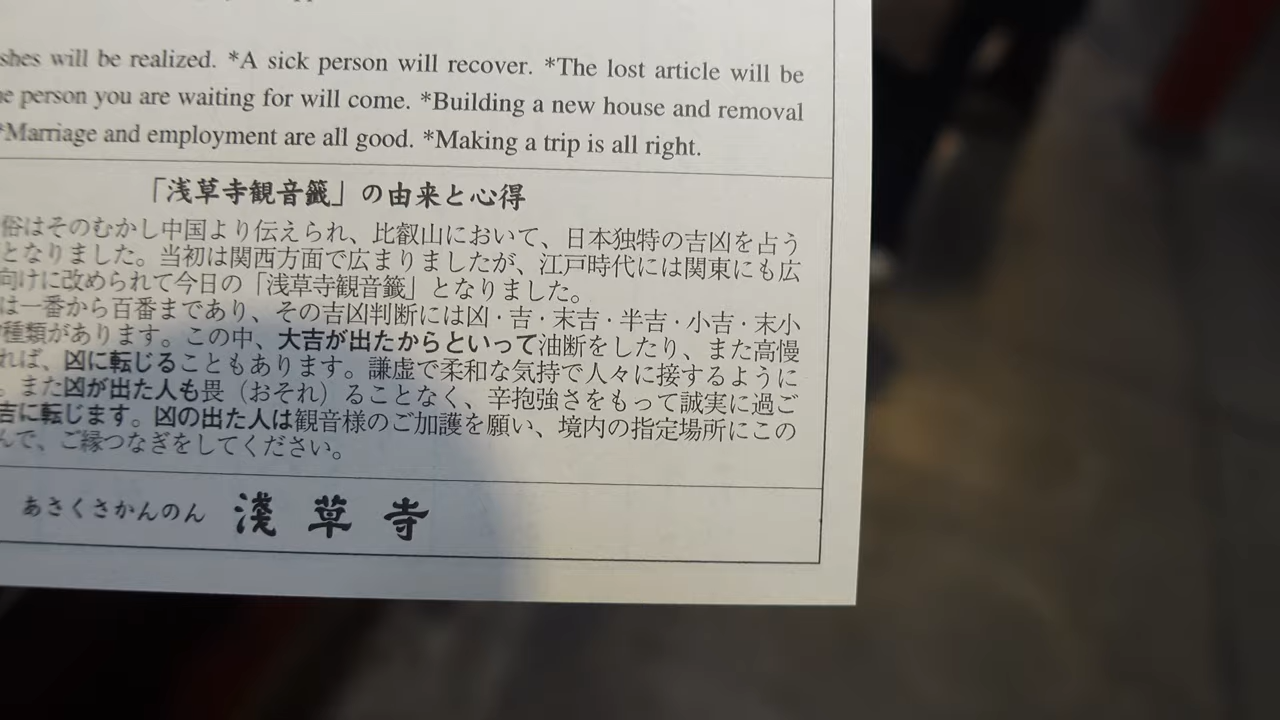 shes will be realized. *A sick person will recover. *The lost article will be
e person you are waiting for will come. *Building a new house and removal
*Marriage and employment are all good. *Making a trip is all right.
「浅草寺観音籤」の由来と心得
俗はそのむかし中国より伝えられ、比叡山において、日本独特の吉凶を占う
となりました。当初は関西方面で広まりましたが、江戸時代には関東にも広
向けに改められて今日の「浅草寺観音籤」となりました。
は一番から百番まであり、その吉凶判断には凶・吉・末吉・半吉・小吉・末小
種類があります。この中、大吉が出たからといって油断をしたり、また高慢
れば、凶に転じることもあります。謙虚で柔和な気持で人々に接するように
。また凶が出た人も畏（おそれ）ることなく、辛抱強さをもって誠実に過ご
吉に転じます。凶の出た人は観音様のご加護を願い、境内の指定場所にこの
んで、ご縁つなぎをしてください。
あさくさかんのん 淺草寺